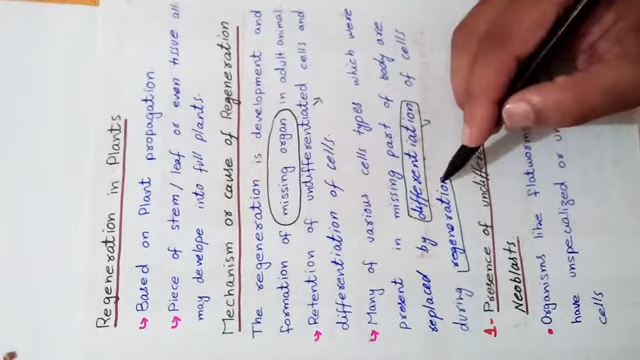 Regeneration in Plants
↳ Based on Plant propagation
↳ Piece of stem/leaf or even tissue all
may develope into full plants.
Mechanism or cause of Regeneration
The regeneration is development and
formation of missing organ in adult animal
↳ Retention of undifferentiated cells and
differentiation of cells.
↳ Many of various cells types which were
present in missing part of body are
replaced by differentiation of cells
during regeneration
1- Presence of
Neoblasts
• Organisms like flatworms
have unspecialized or
cells